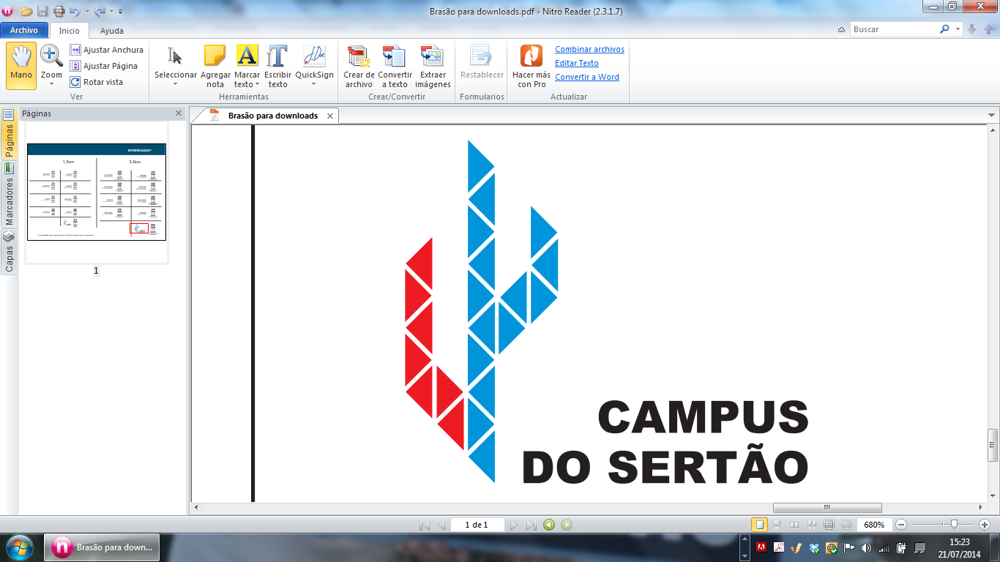 Brasão para downloads.pdf - Nitro Reader (2.3.1.7)
Archivo Inicio Ayuda Buscar
Mano
Zoom
Ajustar Anchura
Ajustar Página
Rotar vista
Ver
Seleccionar
Agregar nota
Marcar texto
Escribir texto
QuickSign
Herramientas
Crear de archivo
Convertir a texto
Extraer imágenes
Crear/Convertir
Restablecer
Formularios
Hacer más con Pro
Combinar archivos
Editar Texto
Convertir a Word
Actualizar
Páginas
Marcadores
Capas
Páginas
DOWNLOADS
1,5cm 2,0cm
1
Brasão para downloads
CAMPUS
DO SERTÃO
1 de 1
680%
Brasão para down...
15:23
21/07/2014